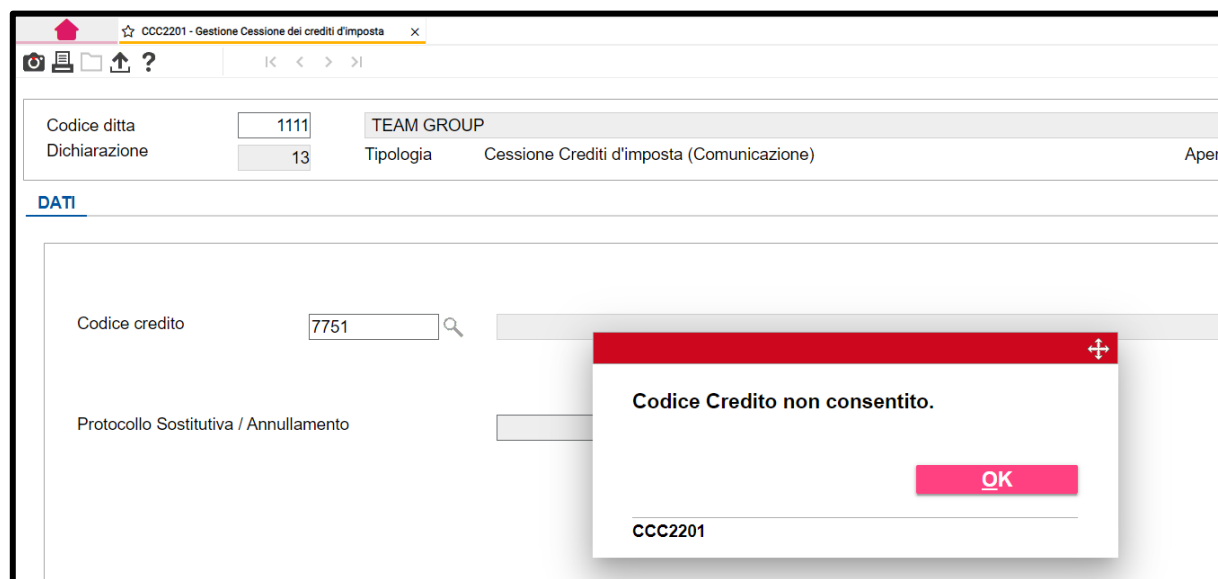 CCC2201 - Gestione Cessione dei crediti d'imposta
?
Codice ditta 1111 TEAM GROUP
Dichiarazione 13 Tipologia Cessione Crediti d'imposta (Comunicazione) Aper
DATI
Codice credito 7751
Codice Credito non consentito.
Protocollo Sostitutiva / Annullamento
OK
CCC2201